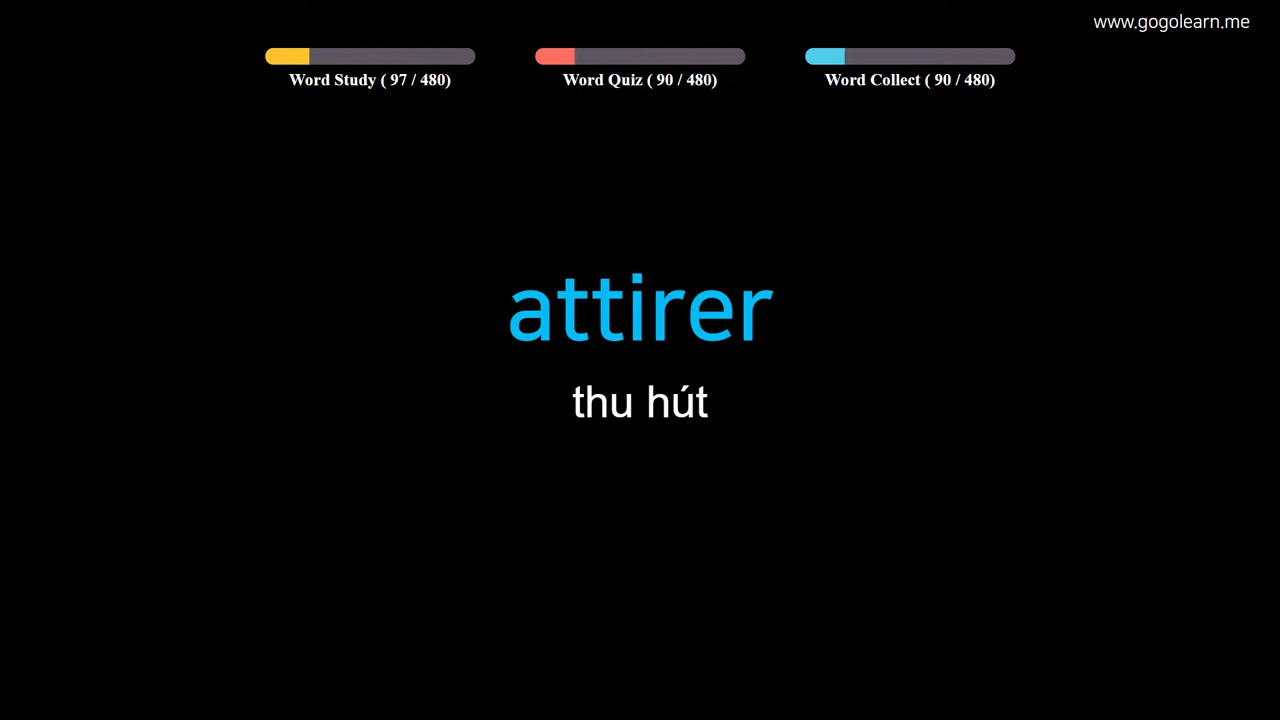 www.gogolearn.me
Word Study ( 97 / 480)
Word Quiz ( 90 / 480)
Word Collect ( 90 / 480)
attirer
thu hút